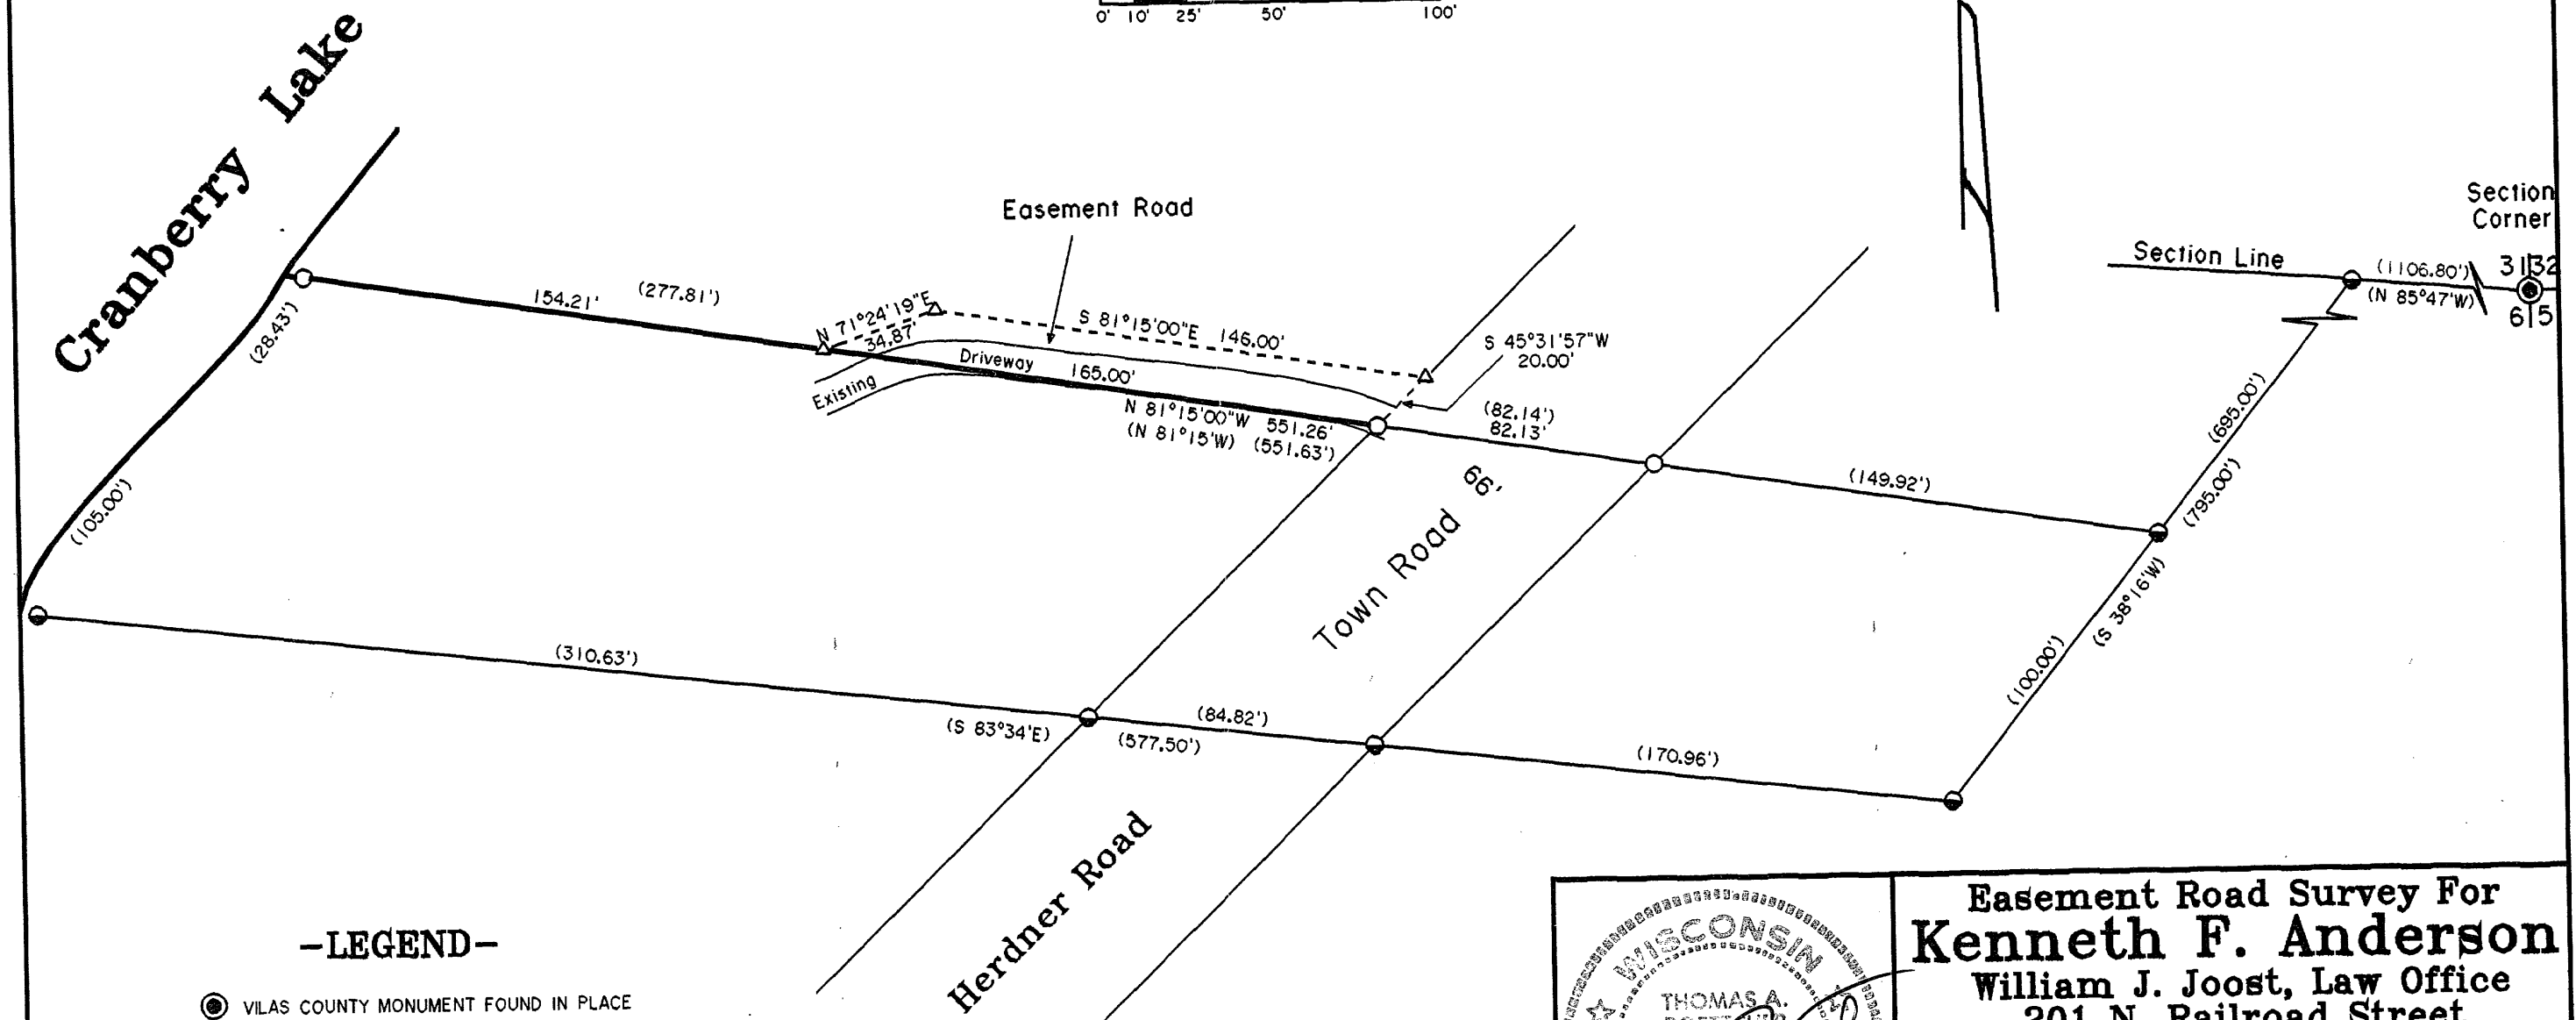 0' 10' 25' 50' 100'
Cranberry Lake
Easement Road
Section
Corner
Section Line
(1106.80')
31 32
(N 85°47'W)
6 5
(28.43')
154.21'
(277.81')
N 71°24'19"E
34.87'
S 81°15'00"E 146.00'
S 45°31'57"W
20.00'
Driveway
165.00'
Existing
N 81°15'00"W 551.26'
(N 81°15'W) (551.63')
(82.14')
82.13'
(695.00')
(795.00')
(149.92')
(105.00')
66'
Town Road
(S 38°16'W)
(100.00')
(310.63')
(S 83°34'E)
(84.82')
(577.50')
(170.96')
Herdner Road
-LEGEND-
VILAS COUNTY MONUMENT FOUND IN PLACE
WISCONSIN
THOMAS A.
Easement Road Survey For
Kenneth F. Anderson
William J. Joost, Law Office
201 N. Railroad Street